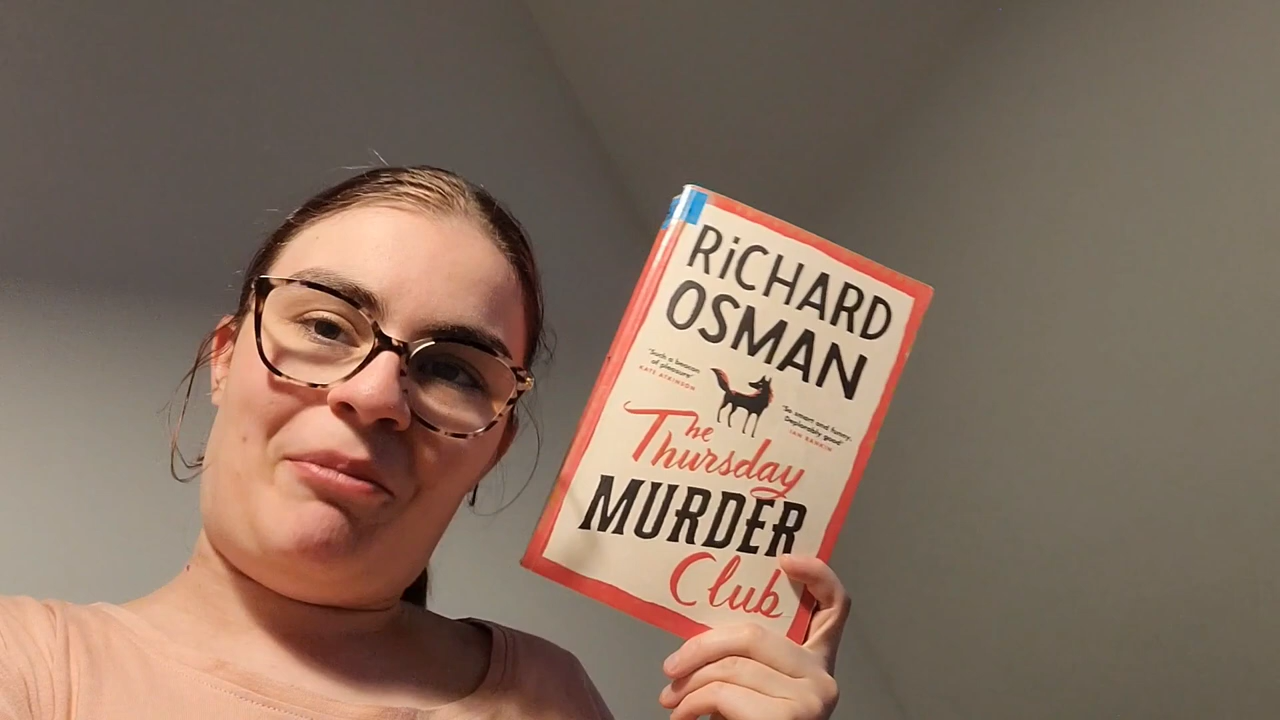 RiCHARD
OSMAN
'Such a beacon
of pleasure'
KATE ATKINSON
'So smart and funny.
Deplorably good'
IAN RANKIN
The
Thursday
MURDER
Club